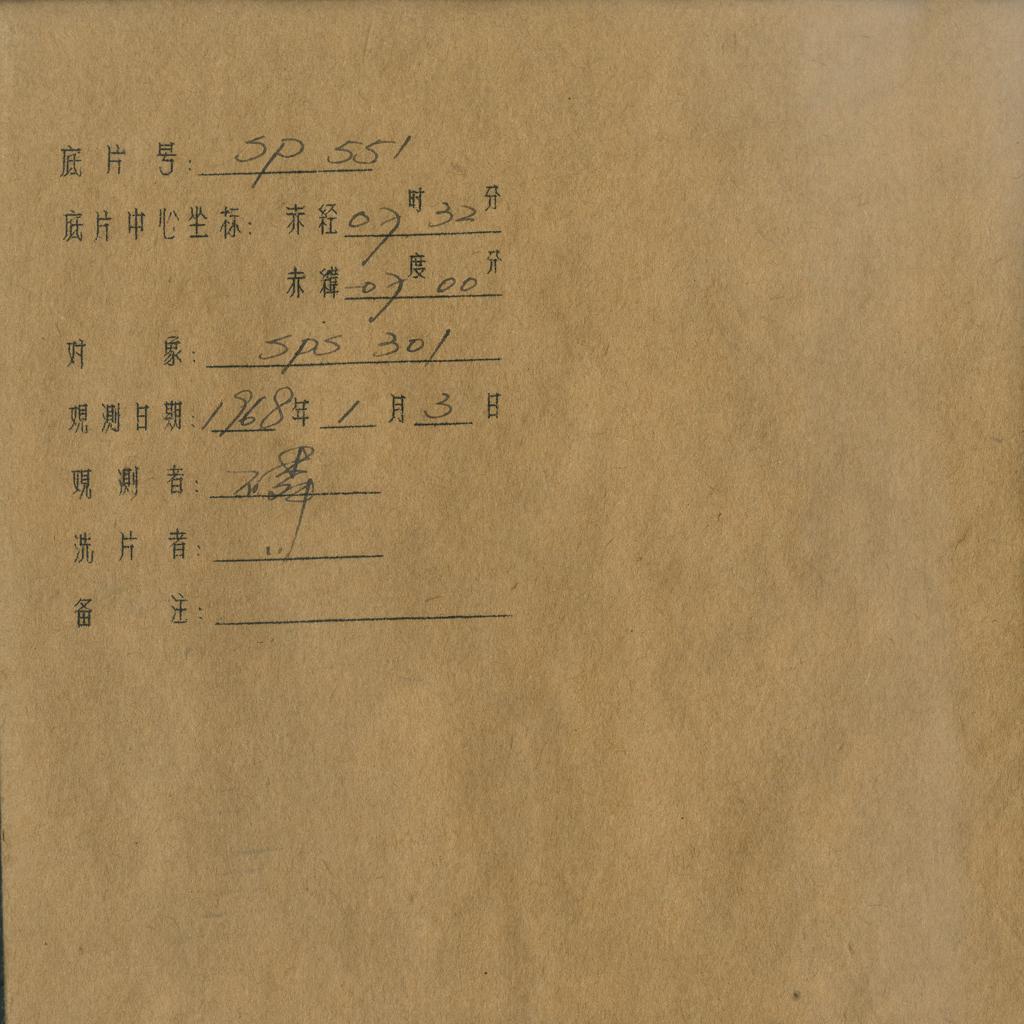 底片号: SP 551
底片中心坐标: 赤经 07时32分
赤纬 -07度00分
对象: SPS 301
观测日期: 1968年1月3日
观测者:
洗片者:
备注: